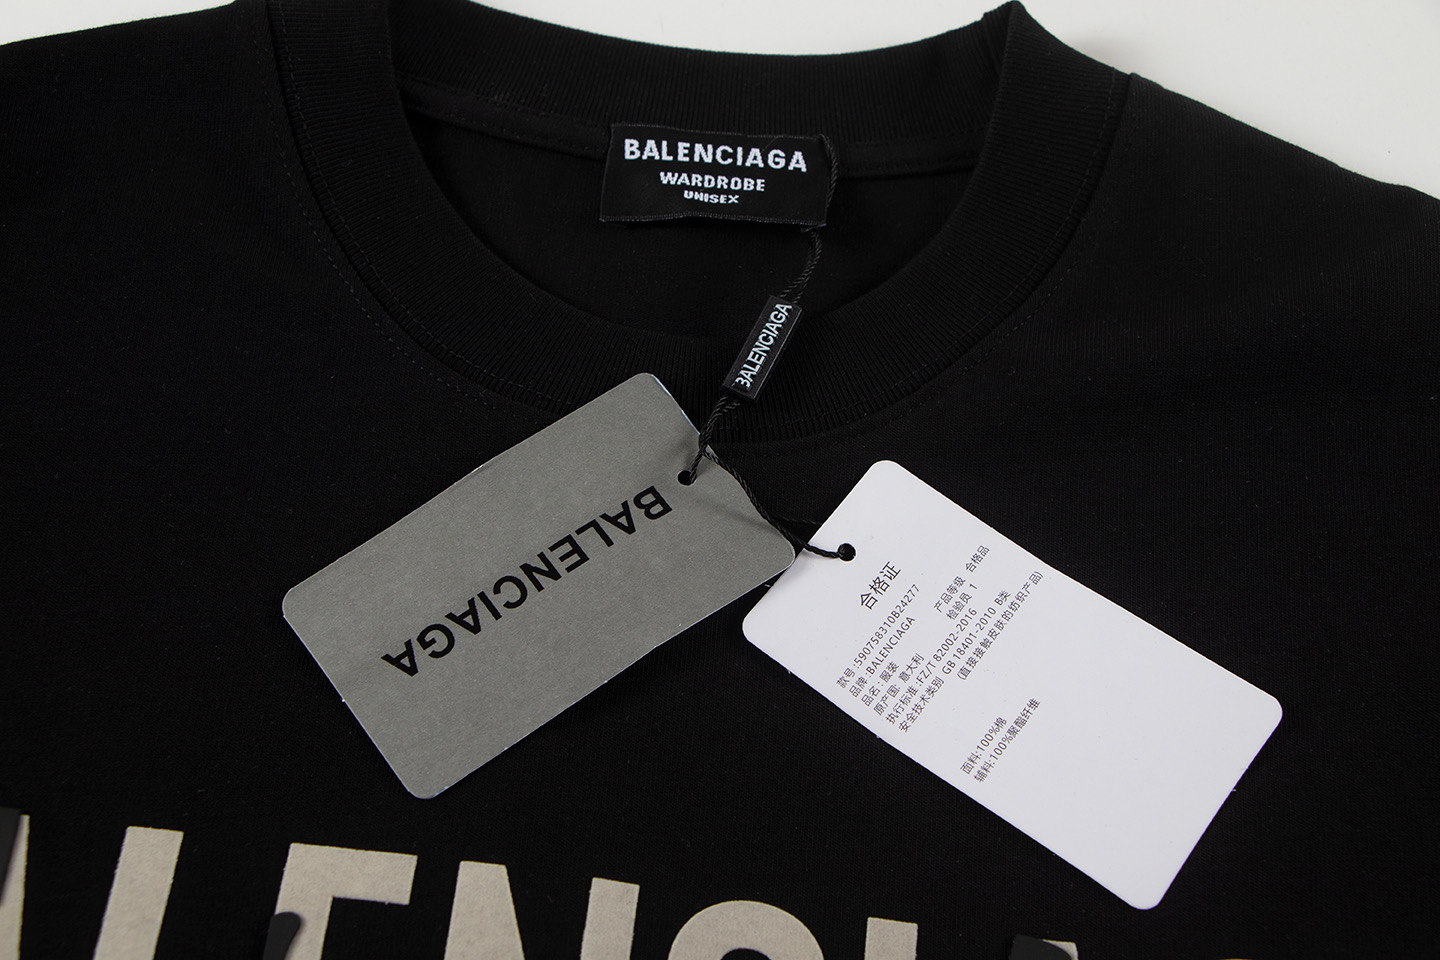 BALENCIAGA
WARDROBE
UNISEX
BALENCIAGA
BALENCIAGA
合格证
款号:590758310B24277
品牌:BALENCIAGA
品名:服装 产品等级 合格品
原产国: 意大利 检验员 1
执行标准:FZ/T 82002-2016
安全技术类别 GB 18401-2010 B类
(直接接触皮肤的纺织产品)
面料:100%棉
辅料:100%聚酯纤维